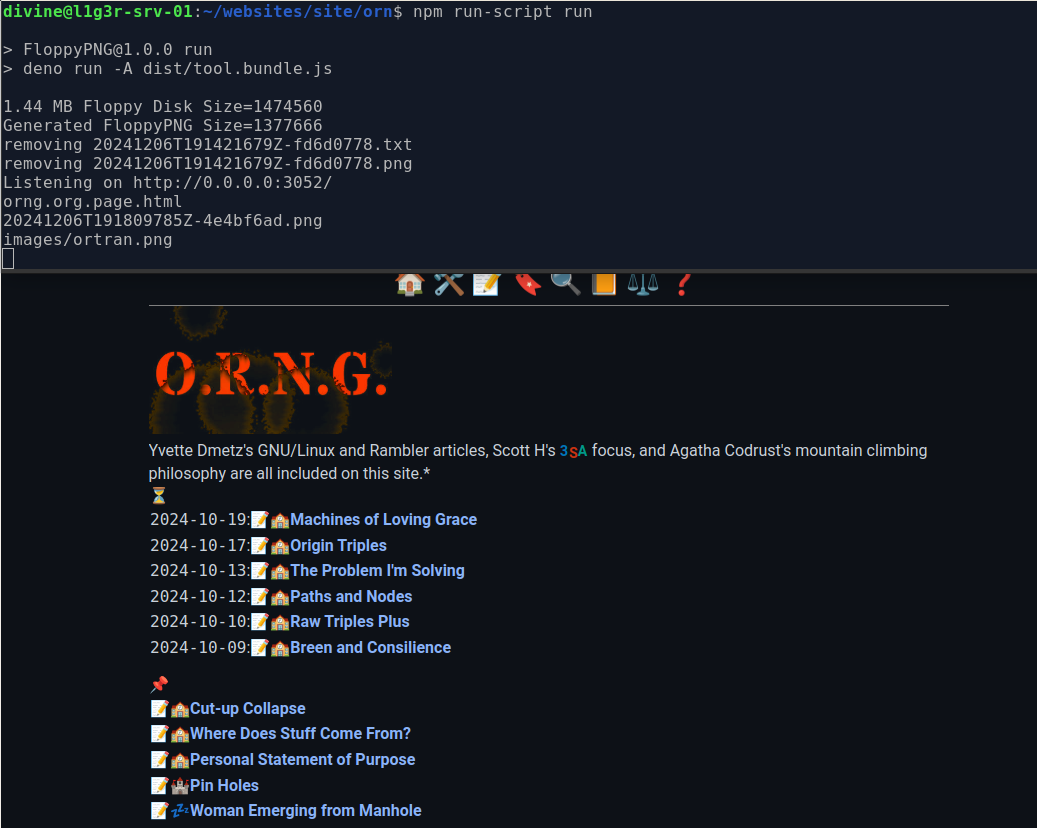 divine@l1g3r-srv-01:~/websites/site/orn$ npm run-script run
> FloppyPNG@1.0.0 run
> deno run -A dist/tool.bundle.js
1.44 MB Floppy Disk Size=1474560
Generated FloppyPNG Size=1377666
removing 20241206T191421679Z-fd6d0778.txt
removing 20241206T191421679Z-fd6d0778.png
Listening on http://0.0.0.0:3052/
orng.org.page.html
20241206T191809785Z-4e4bf6ad.png
images/ortran.png
O.R.N.G.
Yvette Dmetz's GNU/Linux and Rambler articles, Scott H's 3SA focus, and Agatha Codrust's mountain climbing
philosophy are all included on this site.*
2024-10-19:📝🏫Machines of Loving Grace
2024-10-17:📝🏫Origin Triples
2024-10-13:📝🏫The Problem I'm Solving
2024-10-12:📝🏫Paths and Nodes
2024-10-10:📝🏫Raw Triples Plus
2024-10-09:📝🏫Breen and Consilience
📝🏫Cut-up Collapse
📝🏫Where Does Stuff Come From?
📝🏫Personal Statement of Purpose
📝🏰Pin Holes
📝💤Woman Emerging from Manhole